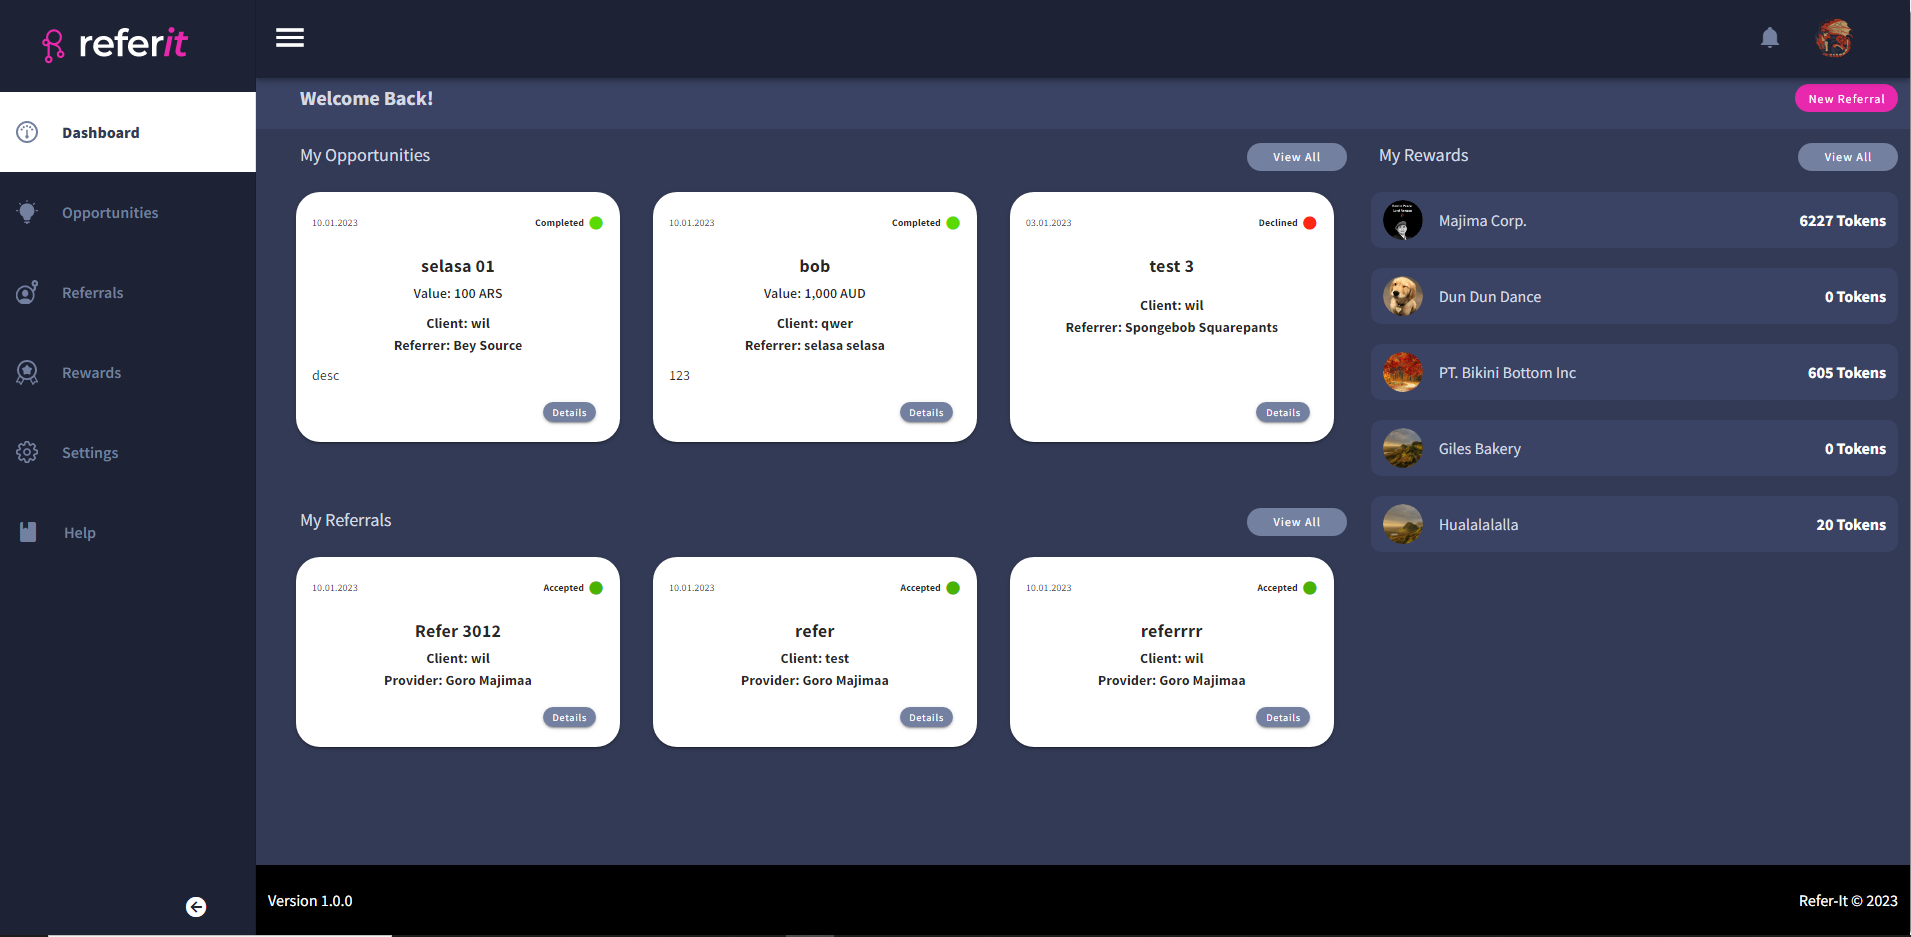 referit
Dashboard
Opportunities
Referrals
Rewards
Settings
Help
Welcome Back!
New Referral
My Opportunities
View All
10.01.2023
Completed
selasa 01
Value: 100 ARS
Client: wil
Referrer: Bey Source
desc
Details
10.01.2023
Completed
bob
Value: 1,000 AUD
Client: qwer
Referrer: selasa selasa
123
Details
03.01.2023
Declined
test 3
Client: wil
Referrer: Spongebob Squarepants
Details
My Referrals
View All
10.01.2023
Accepted
Refer 3012
Client: wil
Provider: Goro Majimaa
Details
10.01.2023
Accepted
refer
Client: test
Provider: Goro Majimaa
Details
10.01.2023
Accepted
referrrr
Client: wil
Provider: Goro Majimaa
Details
My Rewards
View All
Majima Corp.
6227 Tokens
Dun Dun Dance
0 Tokens
PT. Bikini Bottom Inc
605 Tokens
Giles Bakery
0 Tokens
Hualalalalla
20 Tokens
Version 1.0.0
Refer-It © 2023